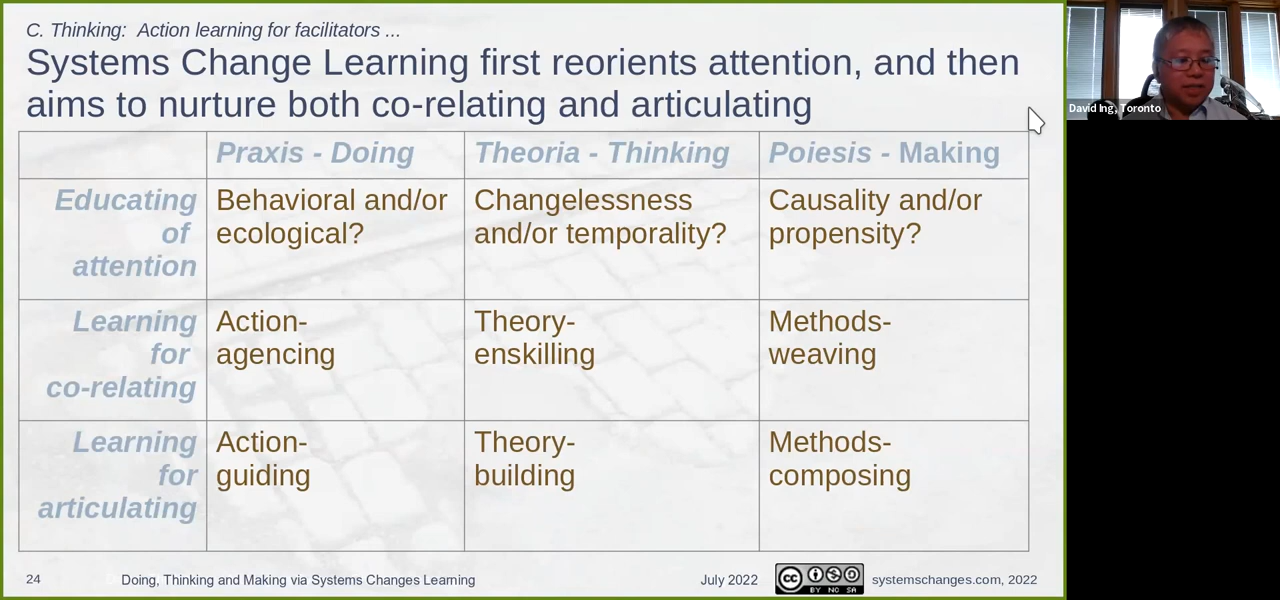 C. Thinking:  Action learning for facilitators ...
Systems Change Learning first reorients attention, and then
aims to nurture both co-relating and articulating
Praxis - Doing
Theoria - Thinking
Poiesis - Making
Educating
of
attention
Behavioral and/or
ecological?
Changelessness
and/or temporality?
Causality and/or
propensity?
Learning
for
co-relating
Action-
agencing
Theory-
enskilling
Methods-
weaving
Learning
for
articulating
Action-
guiding
Theory-
building
Methods-
composing
24
Doing, Thinking and Making via Systems Changes Learning
July 2022
CC BY NC SA
systemschanges.com, 2022
David Ing, Toronto